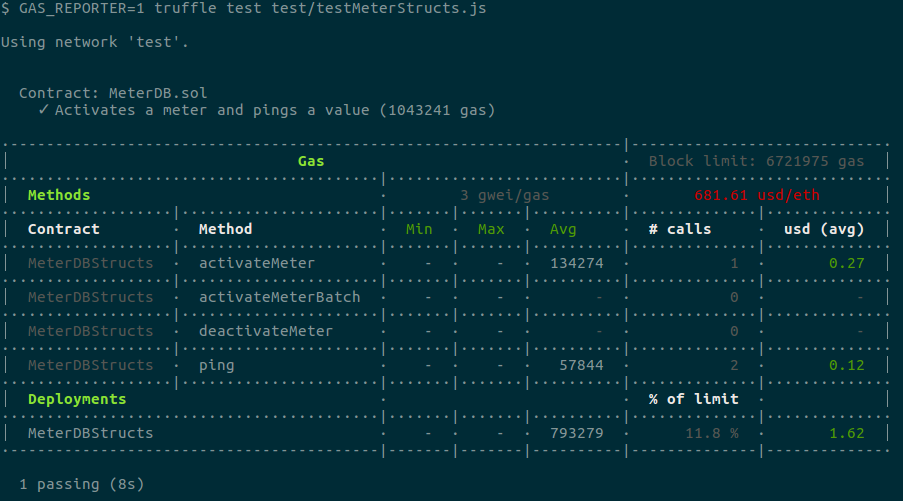 $ GAS_REPORTER=1 truffle test test/testMeterStructs.js
Using network 'test'.
Contract: MeterDB.sol
✓ Activates a meter and pings a value (1043241 gas)
Gas · Block limit: 6721975 gas
Methods · 3 gwei/gas · 681.61 usd/eth
Contract · Method · Min · Max · Avg · # calls · usd (avg)
MeterDBStructs · activateMeter · - · - · 134274 · 1 · 0.27
MeterDBStructs · activateMeterBatch · - · - · - · 0 · -
MeterDBStructs · deactivateMeter · - · - · - · 0 · -
MeterDBStructs · ping · - · - · 57844 · 2 · 0.12
Deployments · · % of limit ·
MeterDBStructs · - · - · 793279 · 11.8 % · 1.62
1 passing (8s)